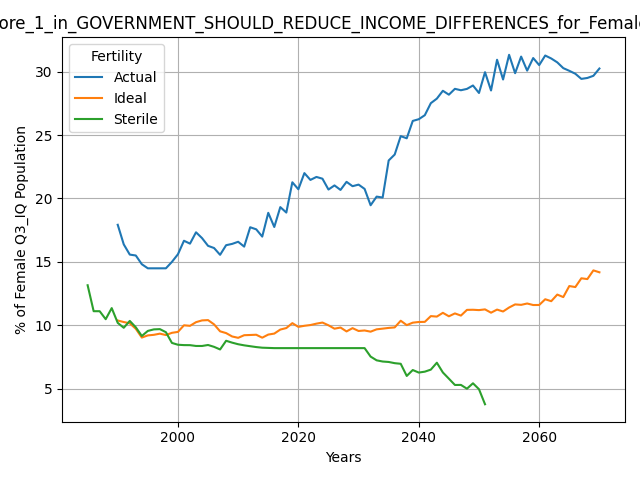 ore_1_in_GOVERNMENT_SHOULD_REDUCE_INCOME_DIFFERENCES_for_Female
Fertility
Actual
Ideal
Sterile
% of Female Q3_IQ Population
30
25
20
15
10
5
2000 2020 2040 2060
Years